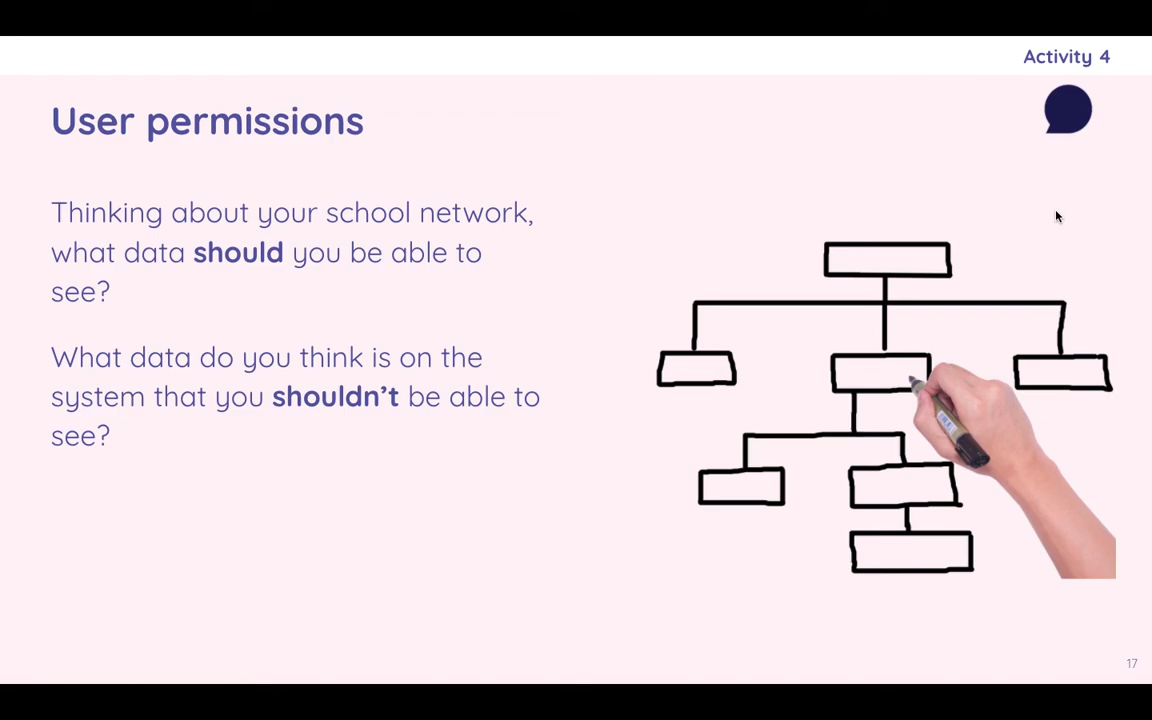 Activity 4
User permissions
Thinking about your school network,
what data should you be able to
see?
What data do you think is on the
system that you shouldn’t be able to
see?
17